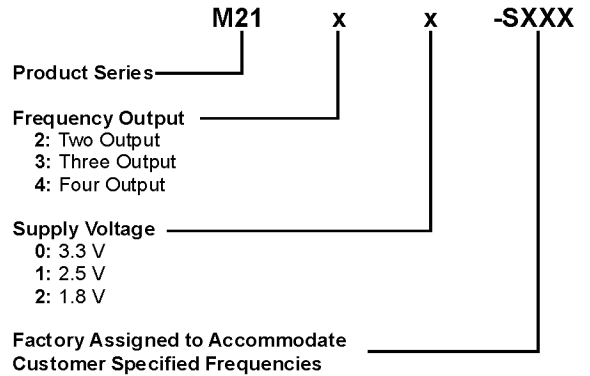 M21 x x -SXXX
Product Series
Frequency Output
2: Two Output
3: Three Output
4: Four Output
Supply Voltage
0: 3.3 V
1: 2.5 V
2: 1.8 V
Factory Assigned to Accommodate
Customer Specified Frequencies